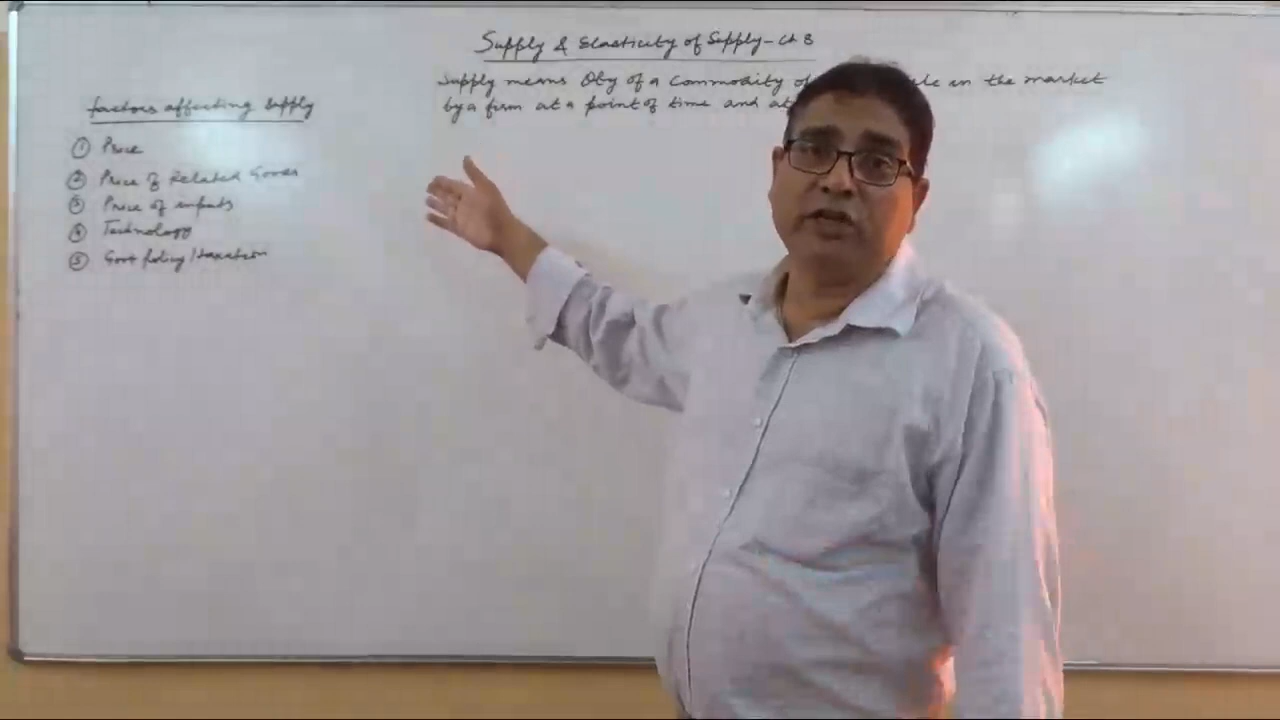 Supply & Elasticity of Supply - Ch 8
Supply means Qty of a Commodity in the market
by a firm at a point of time and at
factors affecting Supply
① Price
② Price of Related Goods
③ Price of inputs
④ Technology
⑤ Govt policy / taxation